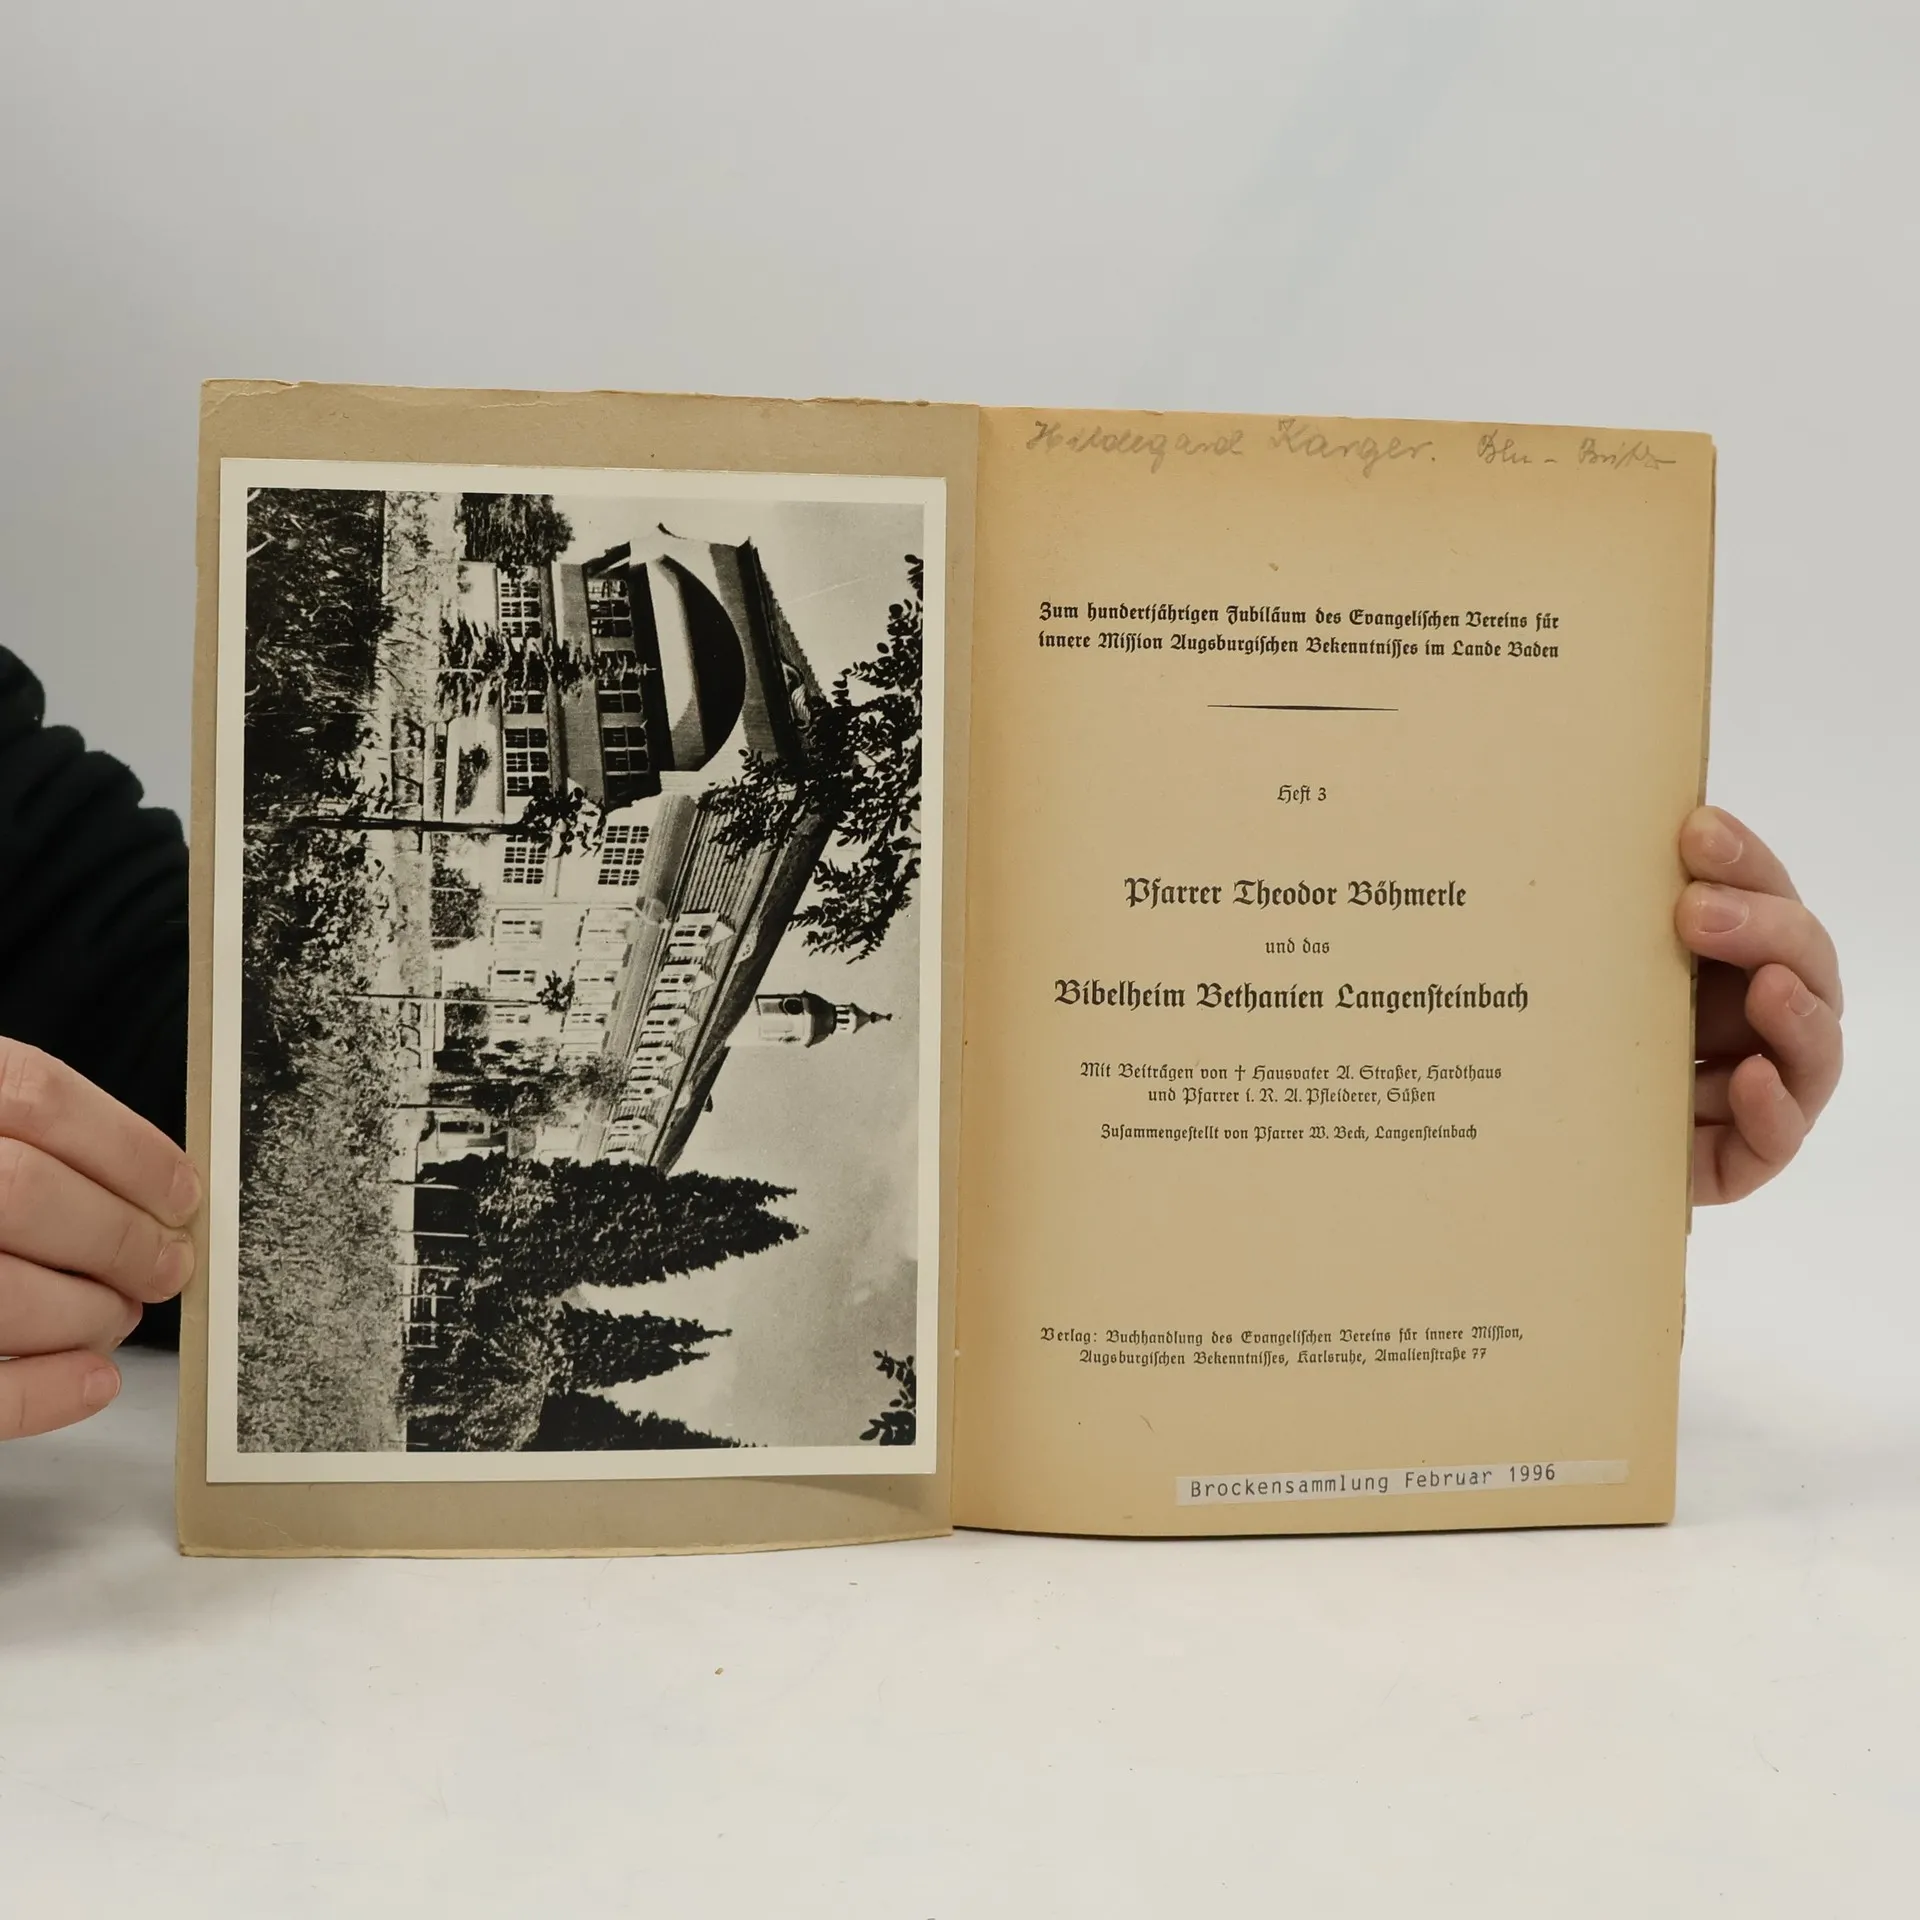 Hildegard Karger. Bln - Britz
Zum hundertjährigen Jubiläum des Evangelischen Vereins für
innere Mission Augsburgischen Bekenntnisses im Lande Baden
Heft 3
Pfarrer Theodor Böhmerle
und das
Bibelheim Bethanien Langensteinbach
Mit Beiträgen von † Hausvater A. Straßer, Hardthaus
und Pfarrer i. R. A. Pfleiderer, Süßen
Zusammengestellt von Pfarrer W. Beck, Langensteinbach
Verlag: Buchhandlung des Evangelischen Vereins für innere Mission,
Augsburgischen Bekenntnisses, Karlsruhe, Amalienstraße 77
Brockensammlung Februar 1996